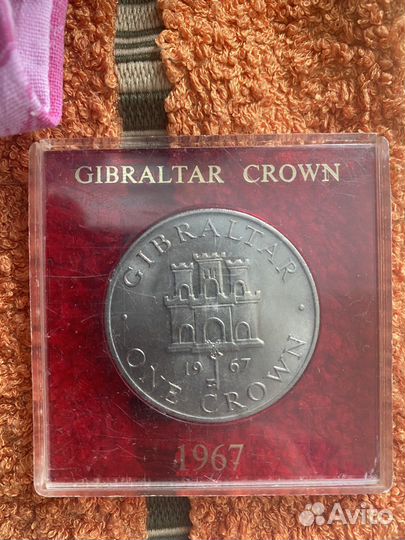 GIBRALTAR CROWN
· GIBRALTAR ·
19 67
ONE CROWN
1967
Avito